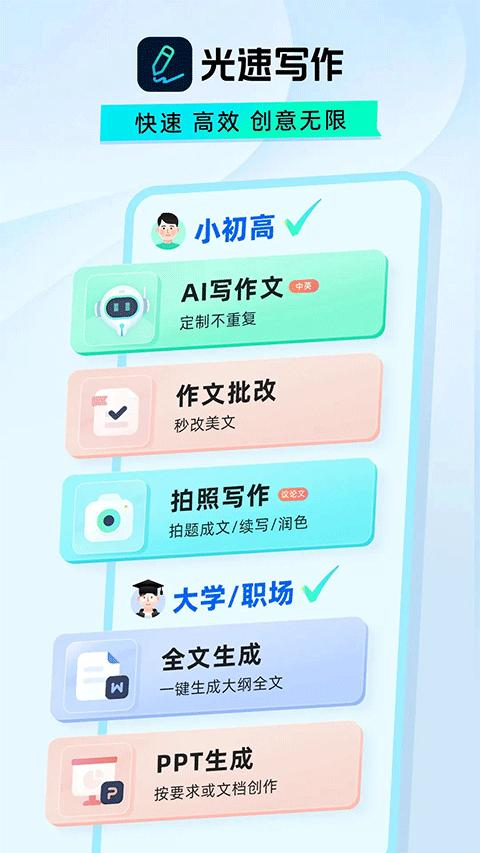 光速写作
快速 高效 创意无限
小初高
AI写作文 中英
定制不重复
作文批改
秒改美文
拍照写作 议论文
拍题成文/续写/润色
大学/职场
全文生成
W
一键生成大纲全文
PPT生成
P
按要求或文档创作